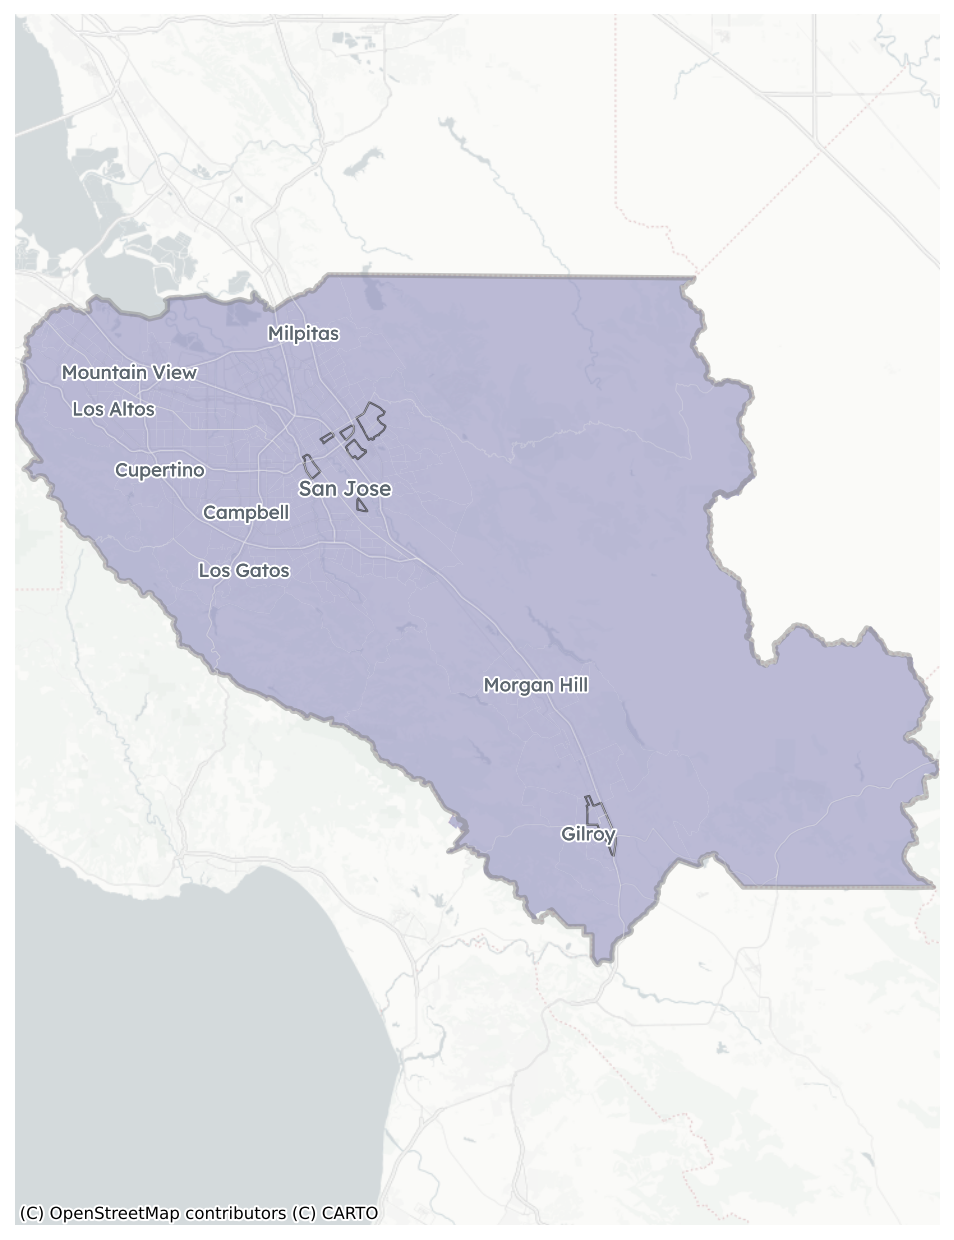 Milpitas
Mountain View
Los Altos
Cupertino
San Jose
Campbell
Los Gatos
Morgan Hill
Gilroy
(C) OpenStreetMap contributors (C) CARTO